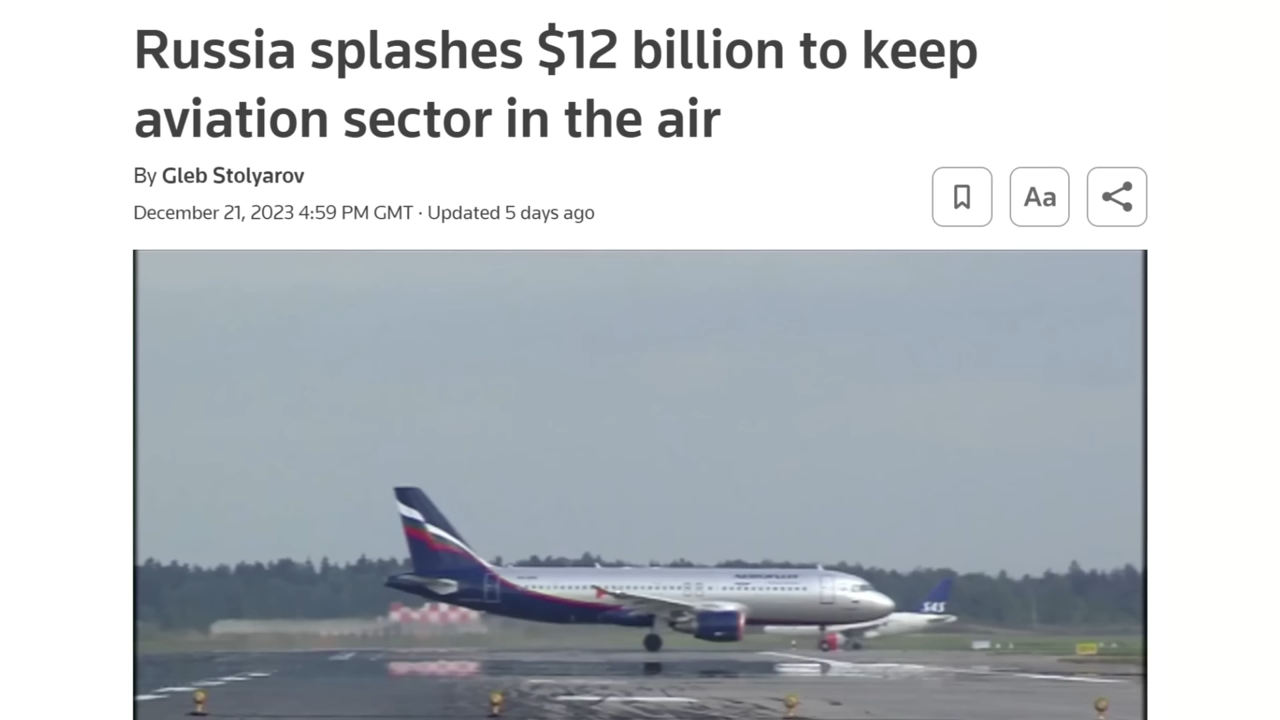 Russia splashes $12 billion to keep
aviation sector in the air
By Gleb Stolyarov
December 21, 2023 4:59 PM GMT · Updated 5 days ago
Aa
SAS